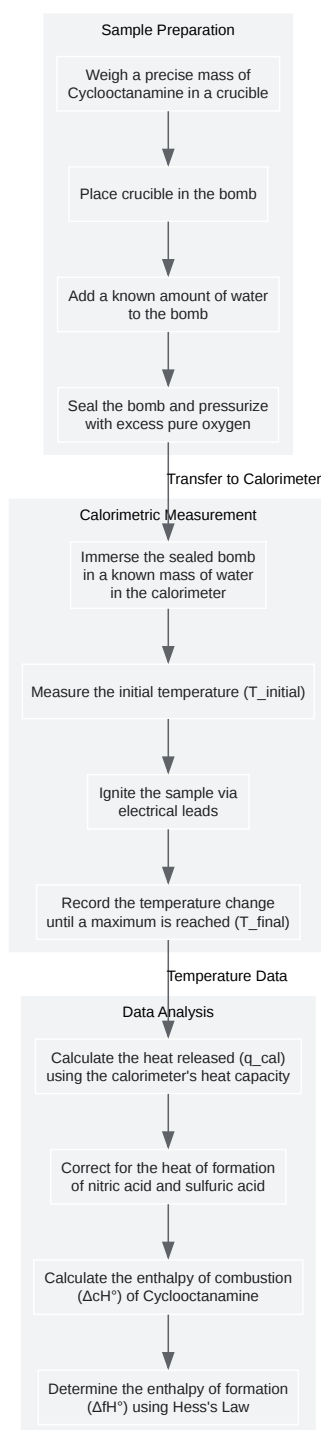 Sample Preparation
Weigh a precise mass of
Cyclooctanamine in a crucible
Place crucible in the bomb
Add a known amount of water
to the bomb
Seal the bomb and pressurize
with excess pure oxygen
Transfer to Calorimeter
Calorimetric Measurement
Immerse the sealed bomb
in a known mass of water
in the calorimeter
Measure the initial temperature (T_initial)
Ignite the sample via
electrical leads
Record the temperature change
until a maximum is reached (T_final)
Temperature Data
Data Analysis
Calculate the heat released (q_cal)
using the calorimeter's heat capacity
Correct for the heat of formation
of nitric acid and sulfuric acid
Calculate the enthalpy of combustion
(ΔcH°) of Cyclooctanamine
Determine the enthalpy of formation
(ΔfH°) using Hess's Law